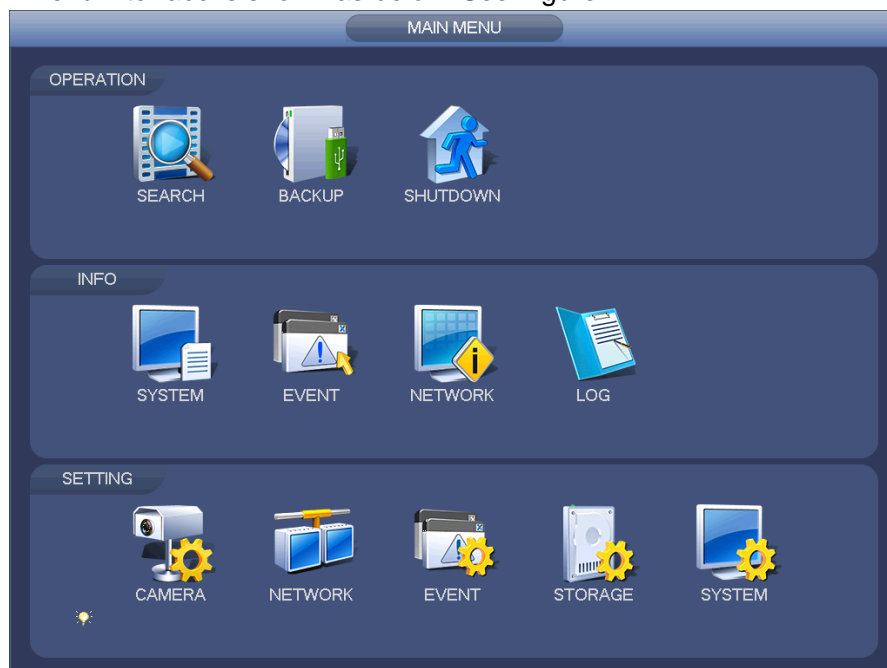 MAIN MENU
OPERATION
SEARCH BACKUP SHUTDOWN
INFO
SYSTEM EVENT NETWORK LOG
SETTING
CAMERA NETWORK EVENT STORAGE SYSTEM